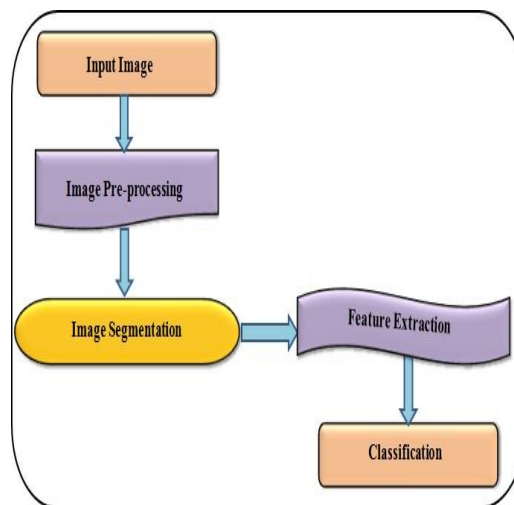 Input Image
Image Pre-processing
Image Segmentation
Feature Extraction
Classification